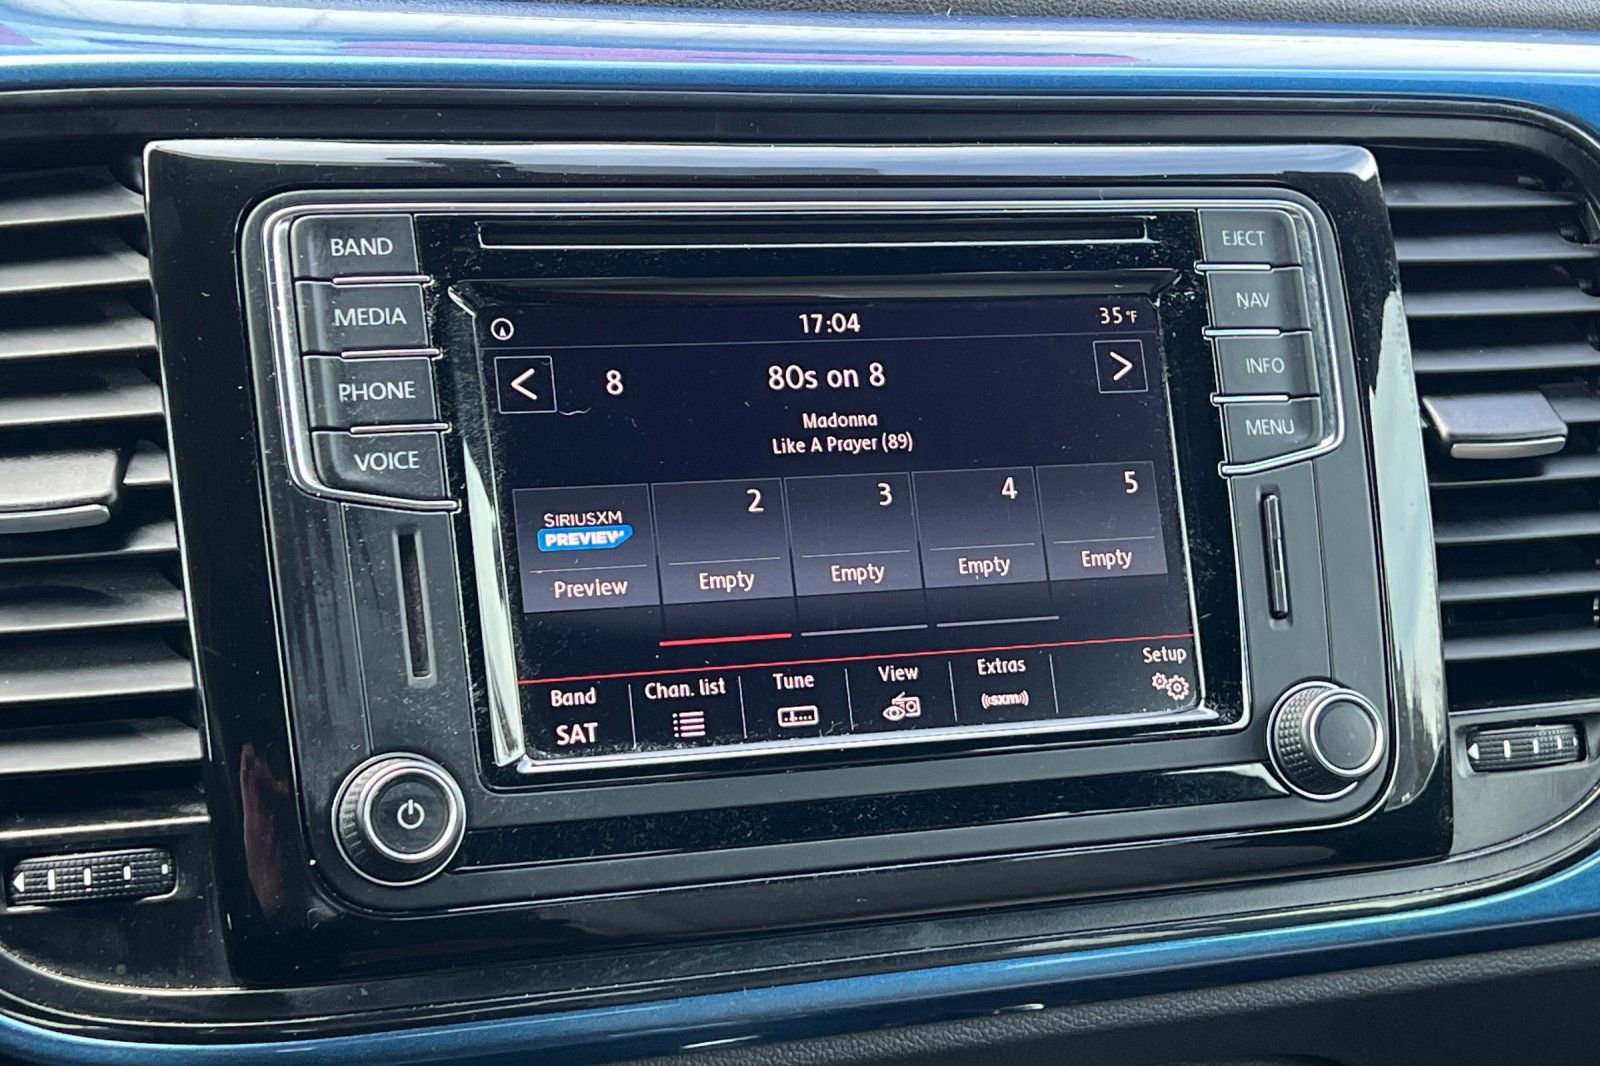 BAND
MEDIA
PHONE
VOICE
EJECT
NAV
INFO
MENU
17:04
35°F
<
8
80s on 8
>
Madonna
Like A Prayer (89)
SIRIUSXM
PREVIEW
Preview
2
Empty
3
Empty
4
Empty
5
Empty
Band
SAT
Chan. list
Tune
View
Extras
((sxm))
Setup